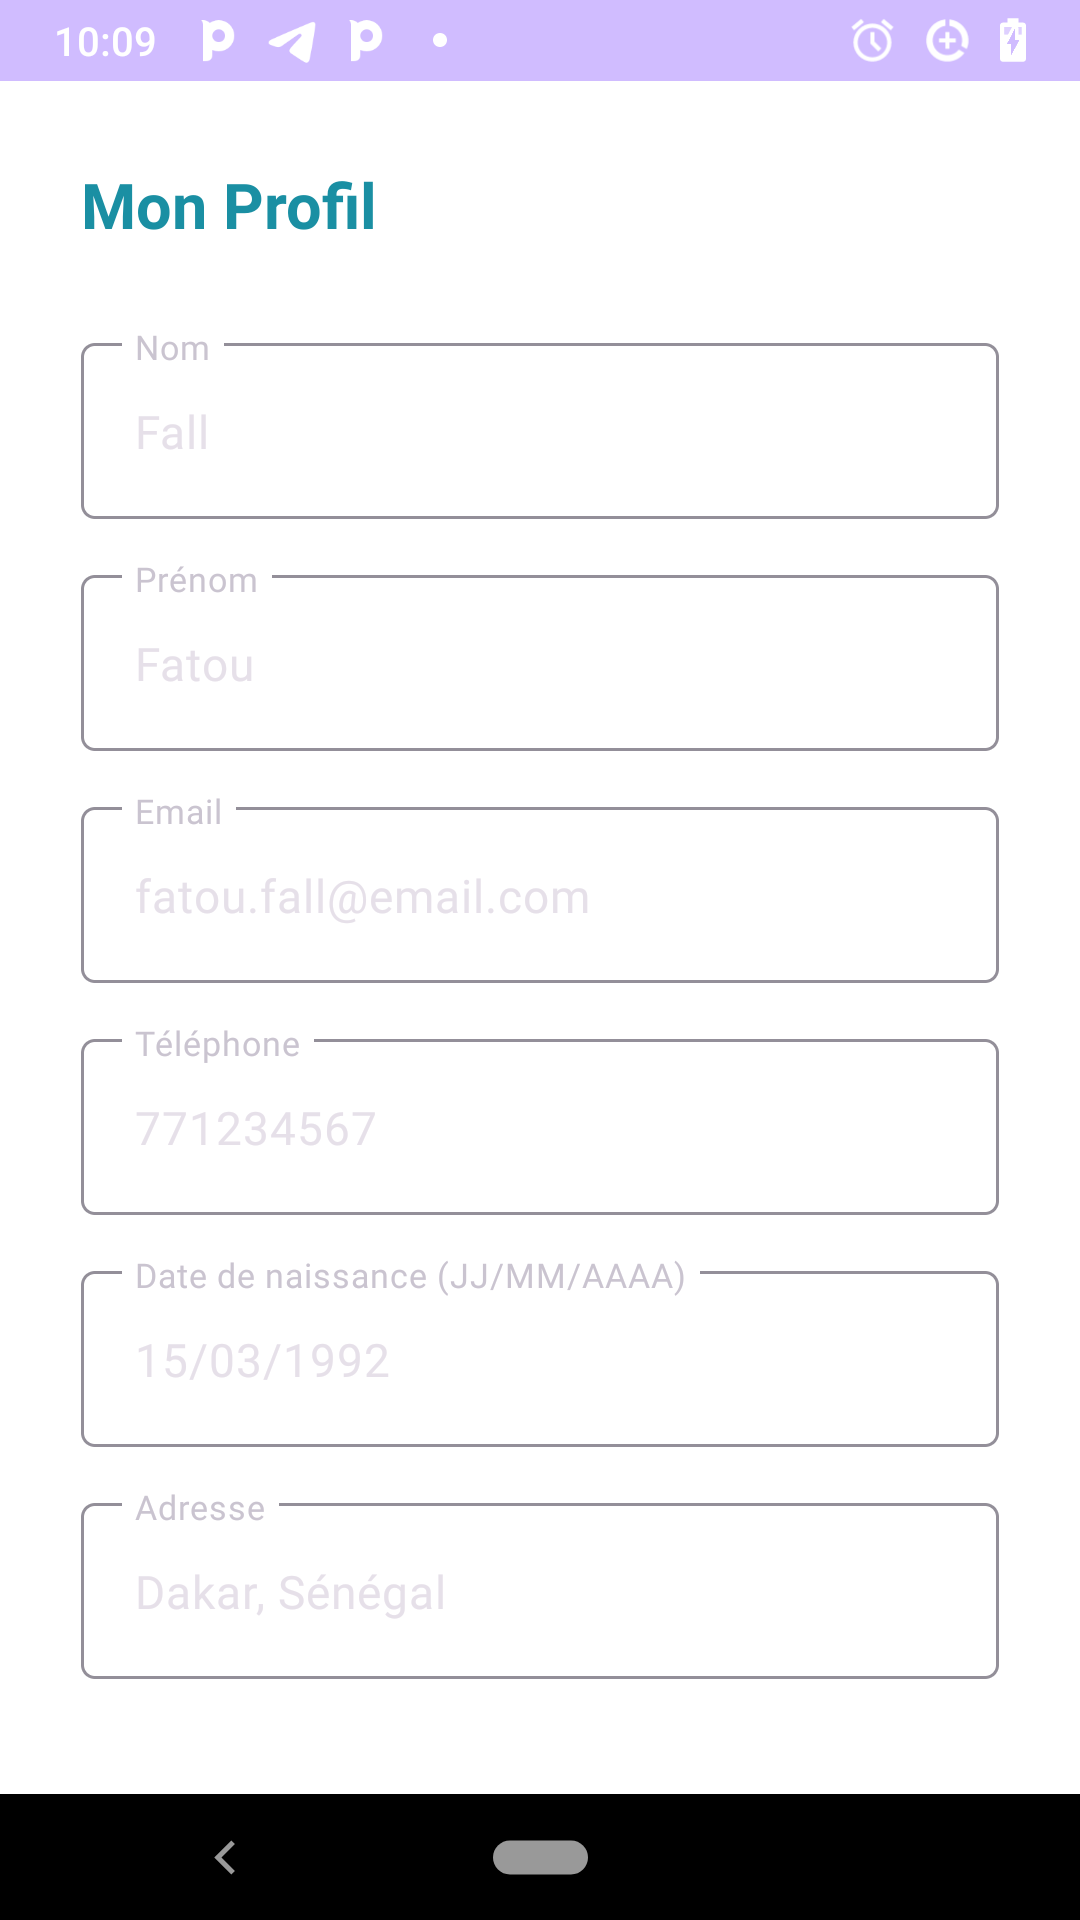 10:09
Mon Profil
Nom
Fall
Prénom
Fatou
Email
fatou.fall@email.com
Téléphone
771234567
Date de naissance (JJ/MM/AAAA)
15/03/1992
Adresse
Dakar, Sénégal